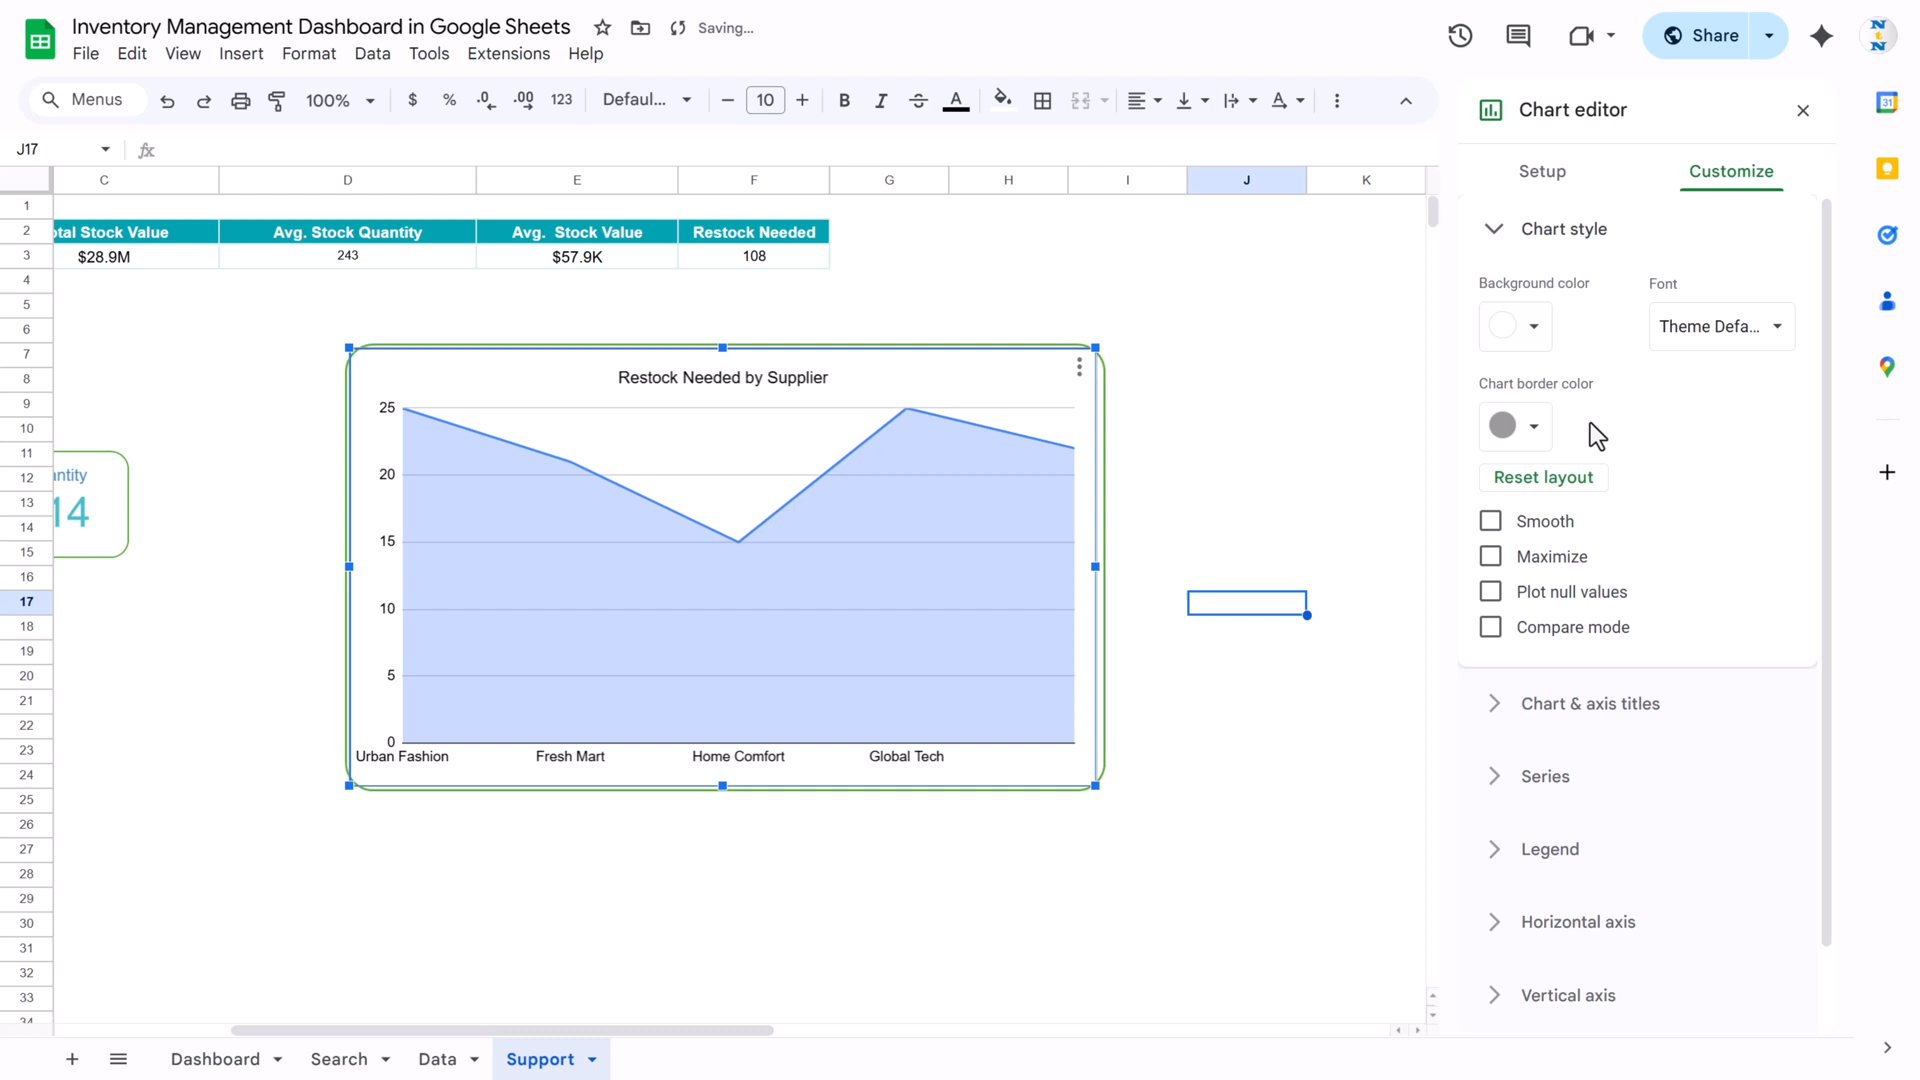 Inventory Management Dashboard in Google Sheets
Saving...
File Edit View Insert Format Data Tools Extensions Help
Share
Menus
100%
$ % .0 .00 123
Defaul...
10
B I S A
J17
fx
Chart editor
Setup Customize
C D E F G H I J K
1
2 otal Stock Value Avg. Stock Quantity Avg. Stock Value Restock Needed
3 $28.9M 243 $57.9K 108
4
5
6
7
8
9
10
11
12
13
14
15
16
17
18
19
20
21
22
23
24
25
26
27
28
29
30
31
32
33
34
ntity
14
Restock Needed by Supplier
25
20
15
10
5
0
Urban Fashion Fresh Mart Home Comfort Global Tech
Chart style
Background color Font
Theme Defa...
Chart border color
Reset layout
Smooth
Maximize
Plot null values
Compare mode
Chart & axis titles
Series
Legend
Horizontal axis
Vertical axis
31
Dashboard Search Data Support